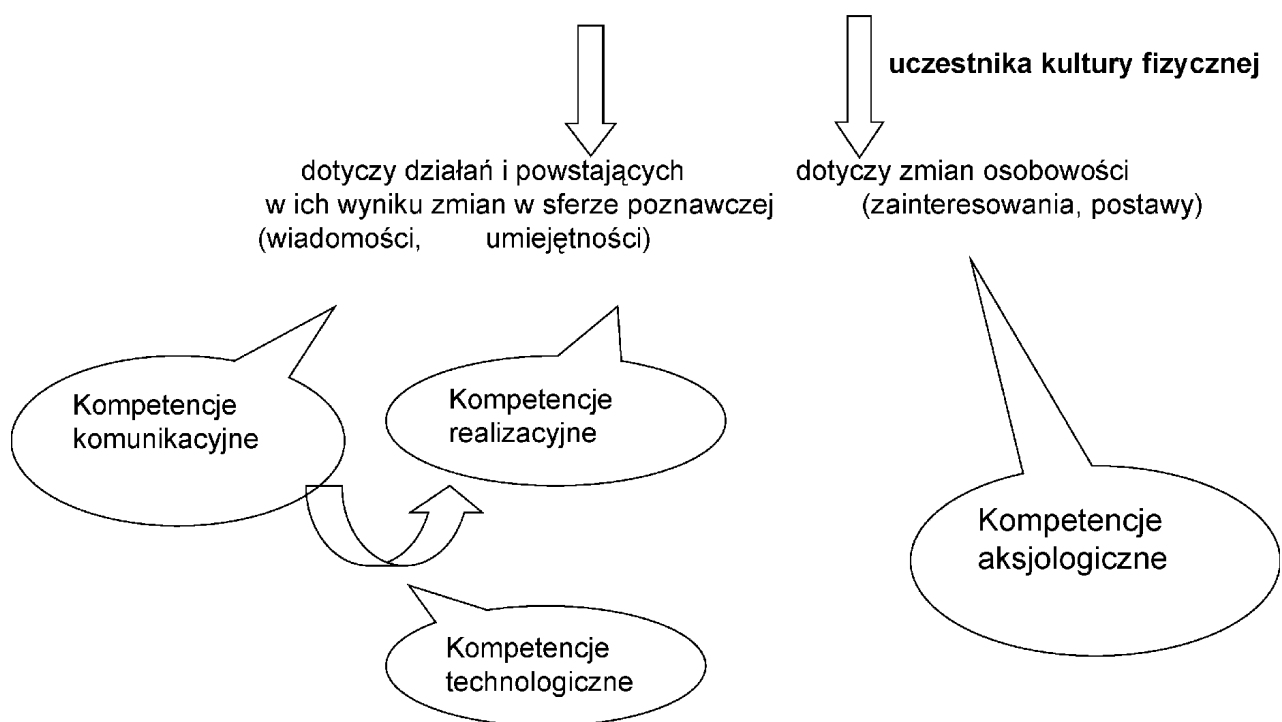 uczestnika kultury fizycznej
dotyczy działań i powstających
w ich wyniku zmian w sferze poznawczej
(wiadomości, umiejętności)
dotyczy zmian osobowości
(zainteresowania, postawy)
Kompetencje
komunikacyjne
Kompetencje
realizacyjne
Kompetencje
aksjologiczne
Kompetencje
technologiczne